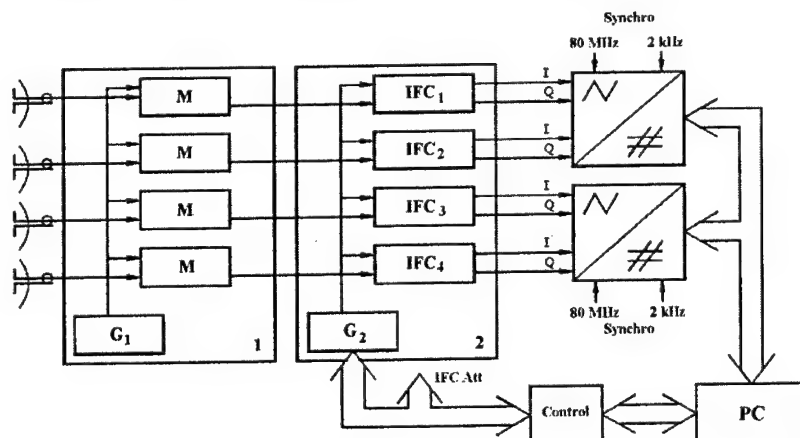 Synchro
80 MHz 2 kHz
M IFC1 I Q
M IFC2 I Q
M IFC3 I Q
M IFC4 I Q
G1 1 G2 2
80 MHz 2 kHz
Synchro
IFC Att
Control PC